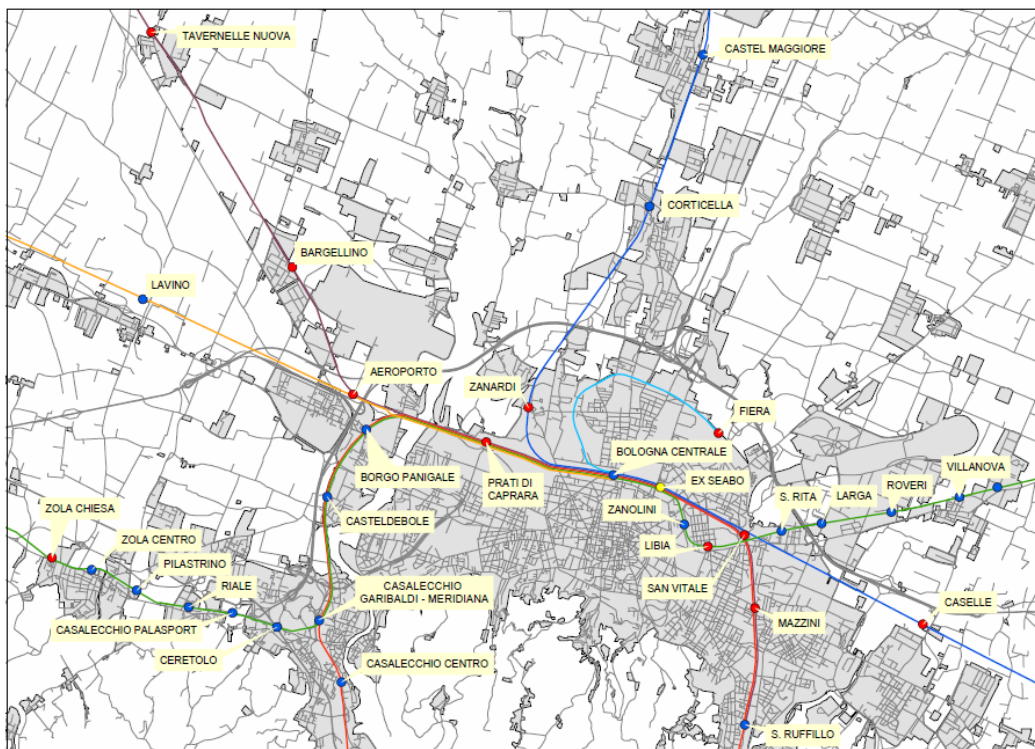 TAVERNELLE NUOVA
CASTEL MAGGIORE
CORTICELLA
BARGELLINO
LAVINO
AEROPORTO
ZANARDI
FIERA
BOLOGNA CENTRALE
BORGO PANIGALE
PRATI DI
CAPRARA
EX SEABO
VILLANOVA
ROVERI
LARGA
S. RITA
ZOLA CHIESA
CASTELDEBOLE
ZANOLINI
ZOLA CENTRO
LIBIA
PILASTRINO
RIALE
CASALECCHIO
GARIBALDI - MERIDIANA
SAN VITALE
CASELLE
MAZZINI
CASALECCHIO PALASPORT
CERETOLO
CASALECCHIO CENTRO
S. RUFFILLO